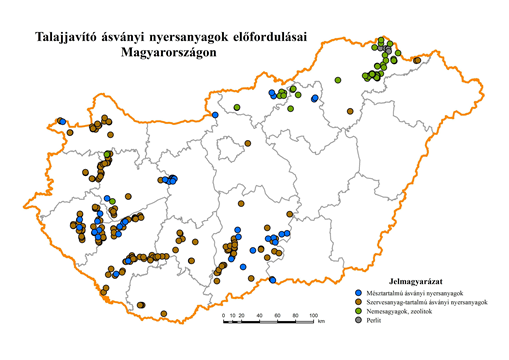 Talajjavító ásványi nyersanyagok előfordulásai
Magyarországon
Jelmagyarázat
Mésztartalmú ásványi nyersanyagok
Szervesanyag-tartalmú ásványi nyersanyagok
Nemesagyagok, zeolitok
Perlit
0 10 20 40 60 80 100
km